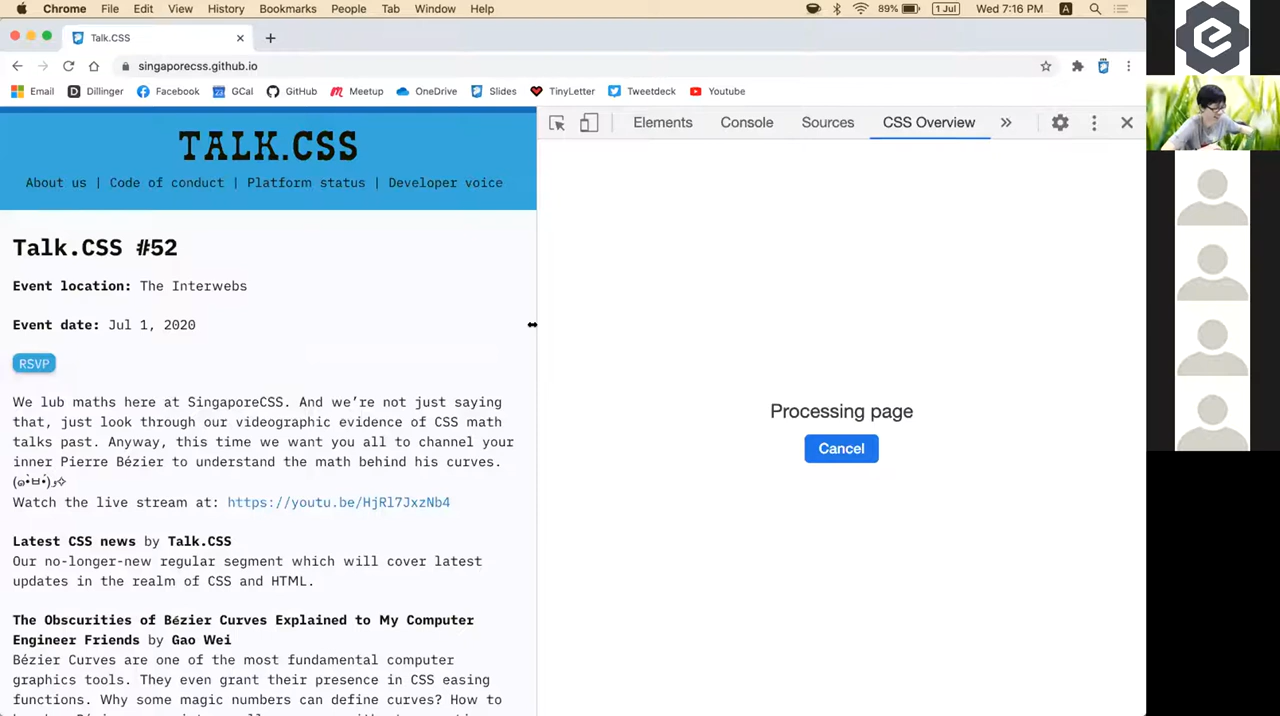 Chrome File Edit View History Bookmarks People Tab Window Help 89% 1 Jul Wed 7:16 PM A
Talk.CSS
singaporecss.github.io
Email Dillinger Facebook GCal GitHub Meetup OneDrive Slides TinyLetter Tweetdeck Youtube
TALK.CSS
About us | Code of conduct | Platform status | Developer voice
Elements Console Sources CSS Overview »
Talk.CSS #52
Event location: The Interwebs
Event date: Jul 1, 2020
RSVP
We lub maths here at SingaporeCSS. And we’re not just saying
that, just look through our videographic evidence of CSS math
talks past. Anyway, this time we want you all to channel your
inner Pierre Bézier to understand the math behind his curves.
Watch the live stream at: https://youtu.be/HjRl7JxzNb4
Latest CSS news by Talk.CSS
Our no-longer-new regular segment which will cover latest
updates in the realm of CSS and HTML.
The Obscurities of Bézier Curves Explained to My Computer
Engineer Friends by Gao Wei
Bézier Curves are one of the most fundamental computer
graphics tools. They even grant their presence in CSS easing
functions. Why some magic numbers can define curves? How to
Processing page
Cancel